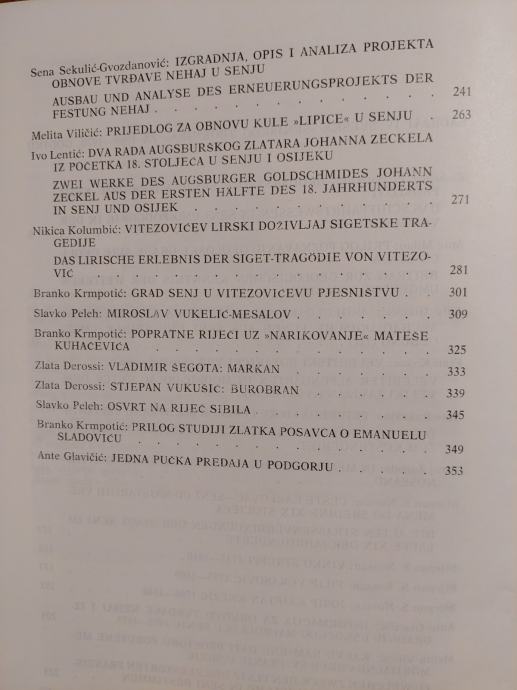 Sena Sekulić-Gvozdanović: IZGRADNJA, OPIS I ANALIZA PROJEKTA
OBNOVE TVRĐAVE NEHAJ U SENJU
AUSBAU UND ANALYSE DES ERNEUERUNGSPROJEKTS DER
FESTUNG NEHAJ . . . . . . . . . . . 241
Melita Viličić: PRIJEDLOG ZA OBNOVU KULE »LIPICE« U SENJU . 263
Ivo Lentić: DVA RADA AUGSBURSKOG ZLATARA JOHANNA ZECKELA
IZ POČETKA 18. STOLJEĆA U SENJU I OSIJEKU
ZWEI WERKE DES AUGSBURGER GOLDSCHMIDES JOHANN
ZECKEL AUS DER ERSTEN HÄLFTE DES 18. JAHRHUNDERTS
IN SENJ UND OSIJEK . . . . . . . . . . 271
Nikica Kolumbić: VITEZOVIĆEV LIRSKI DOŽIVLJAJ SIGETSKE TRA-
GEDIJE
DAS LIRISCHE ERLEBNIS DER SIGET-TRAGÖDIE VON VITEZO-
VIĆ . . . . . . . . . . . . . . 281
Branko Krmpotić: GRAD SENJ U VITEZOVIĆEVU PJESNIŠTVU . . 301
Slavko Peleh: MIROSLAV VUKELIĆ-MESALOV . . . . . . 309
Branko Krmpotić: POPRATNE RIJEČI UZ »NARIKOVANJE« MATEŠE
KUHAČEVIĆA . . . . . . . . . . . . 325
Zlata Derossi: VLADIMIR ŠEGOTA: MARKAN . . . . . . 333
Zlata Derossi: STJEPAN VUKUŠIĆ: BUROBRAN . . . . . . 339
Slavko Peleh: OSVRT NA RIJEČ SIBILA . . . . . . . 345
Branko Krmpotić: PRILOG STUDIJI ZLATKA POSAVCA O EMANUELU
SLADOVIĆU . . . . . . . . . . . . 349
Ante Glavičić: JEDNA PUČKA PREDAJA U PODGORJU . . . . 353